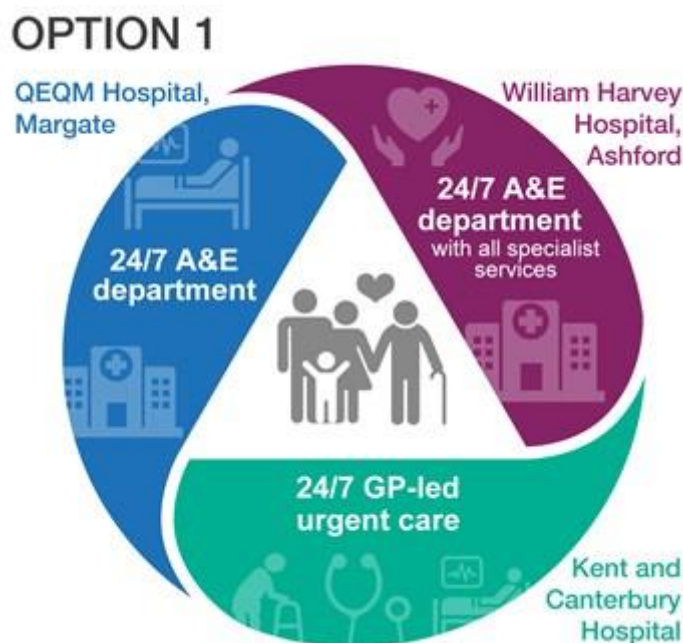 OPTION 1
QEQM Hospital,
Margate
William Harvey
Hospital,
Ashford
24/7 A&E
department
24/7 A&E
department
with all specialist
services
24/7 GP-led
urgent care
Kent and
Canterbury
Hospital